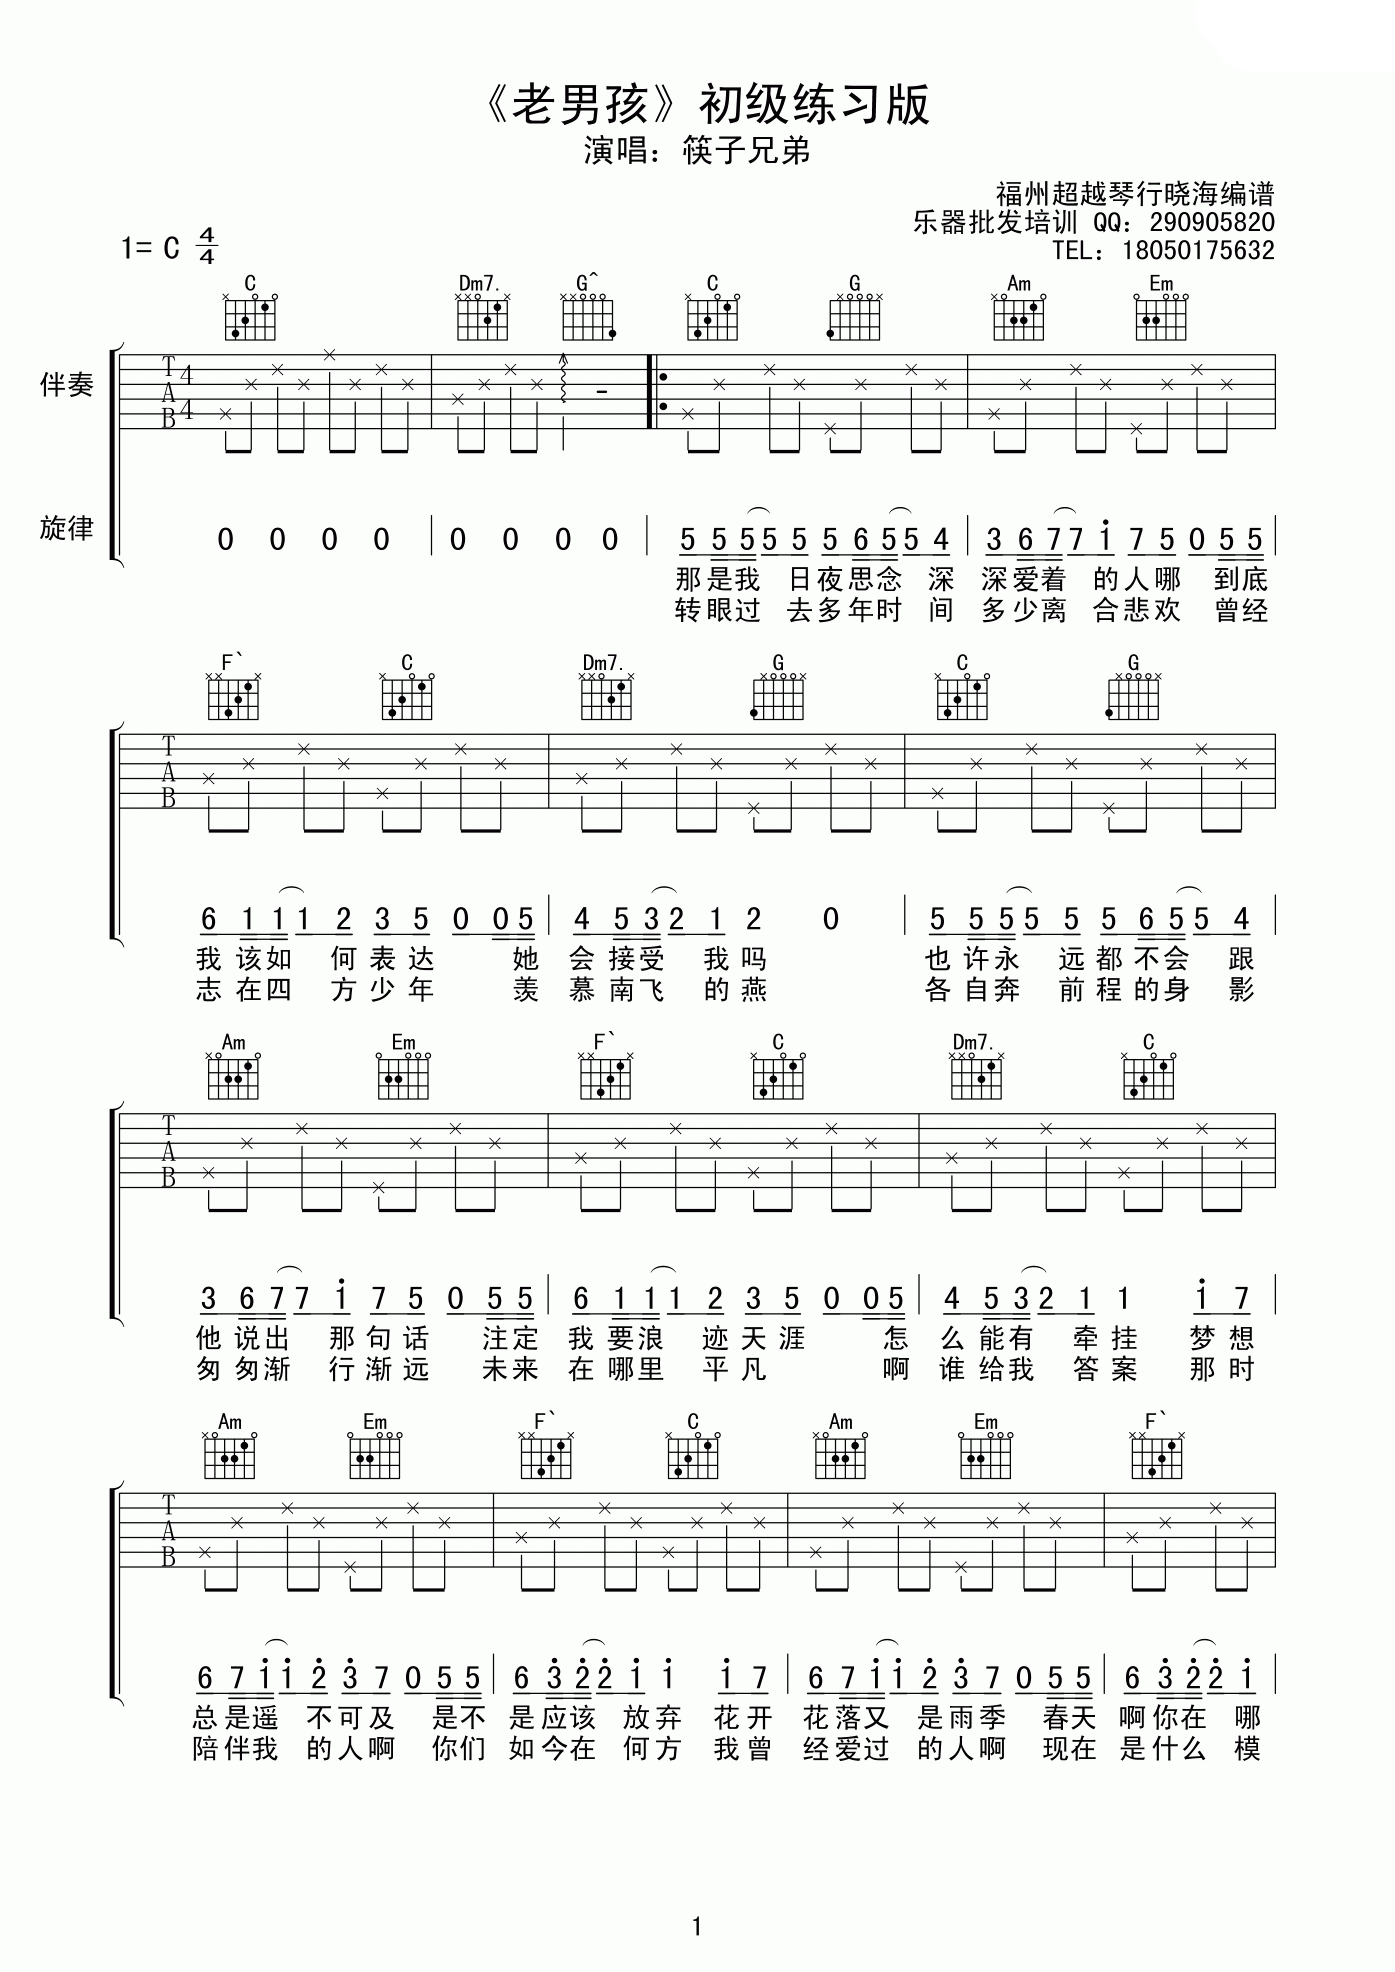 《老男孩》初级练习版
演唱：筷子兄弟
福州超越琴行晓海编谱
乐器批发培训 QQ：290905820
1= C 4/4
TEL：18050175632
C Dm7. G^ C G Am Em
伴奏 T A B 4 4
旋律 0 0 0 0 0 0 0 0 5 5 5 5 5 5 6 5 5 4 3 6 7 7 1 7 5 0 5 5
那是我 日夜思念 深 深爱着 的人哪 到底
转眼过 去多年时 间 多少离 合悲欢 曾经
F` C Dm7. G C G
T A B
6 1 1 1 2 3 5 0 0 5 4 5 3 2 1 2 0 5 5 5 5 5 5 6 5 5 4
我该如 何表达 她 会接受 我吗 也许永 远都不会 跟
志在四 方少年 羡 慕南飞 的燕 各自奔 前程的身 影
Am Em F` C Dm7. C
T A B
3 6 7 7 1 7 5 0 5 5 6 1 1 1 2 3 5 0 0 5 4 5 3 2 1 1 1 7
他说出 那句话 注定 我要浪 迹天涯 怎 么能有 牵挂 梦想
匆匆渐 行渐远 未来 在哪里 平凡 啊 谁给我 答案 那时
Am Em F` C Am Em F`
T A B
6 7 1 1 2 3 7 0 5 5 6 3 2 2 1 1 1 7 6 7 1 1 2 3 7 0 5 5 6 3 2 2 1
总是遥 不可及 是不 是应该 放弃 花开 花落又 是雨季 春天 啊你在 哪
陪伴我 的人啊 你们 如今在 何方 我曾 经爱过 的人啊 现在 是什么 模
1